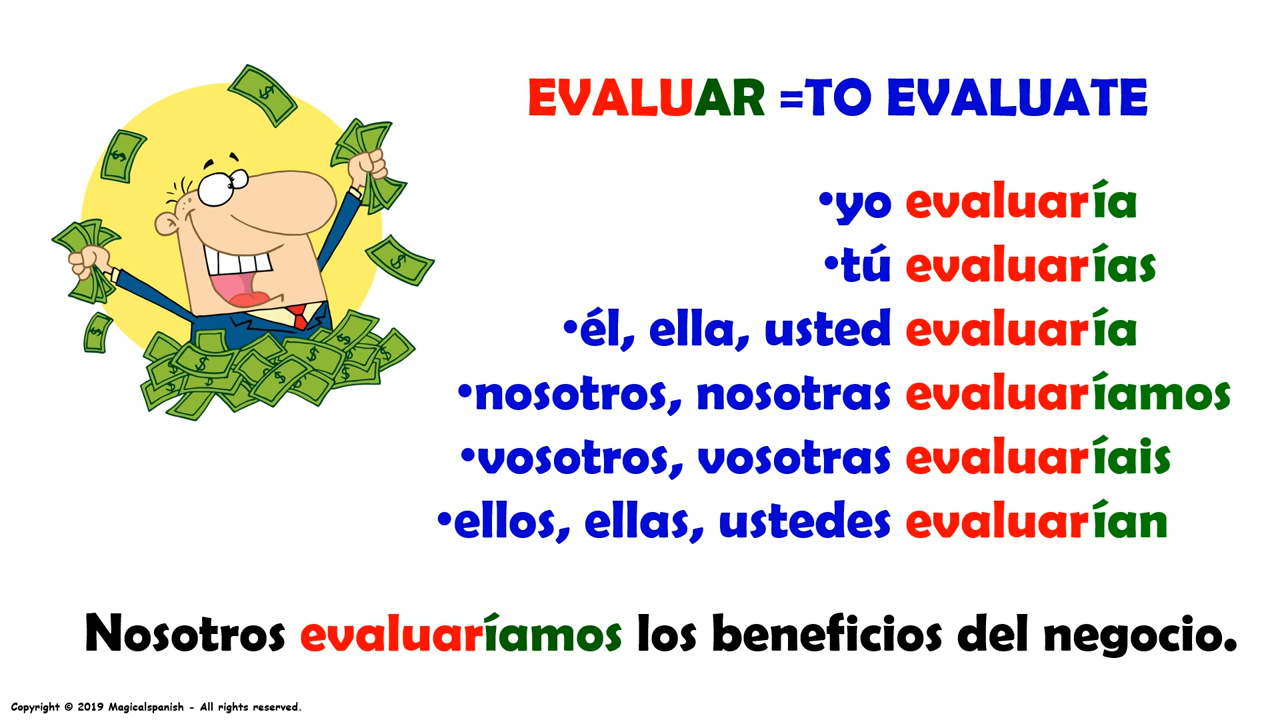 EVALUAR =TO EVALUATE
•yo evaluaría
•tú evaluarías
•él, ella, usted evaluaría
•nosotros, nosotras evaluaríamos
•vosotros, vosotras evaluaríais
•ellos, ellas, ustedes evaluarían
Nosotros evaluaríamos los beneficios del negocio.
Copyright © 2019 Magicalspanish - All rights reserved.